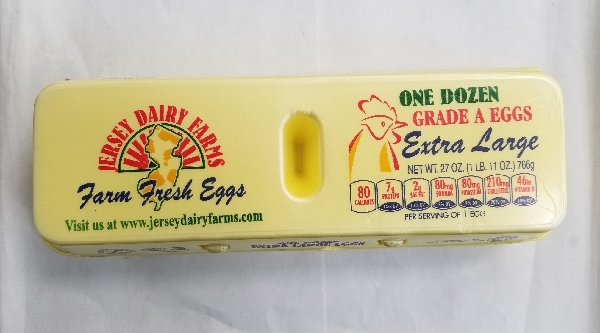 JERSEY DAIRY FARMS
Farm Fresh Eggs
Visit us at www.jerseydairyfarms.com
ONE DOZEN
GRADE A EGGS
Extra Large
NET WT. 27 OZ. (1 LB. 11 OZ.) 766g
80 CALORIES
7g PROTEIN
2g SAT FAT
80mg SODIUM
80mg
210mg
PER SERVING OF 1 EGG